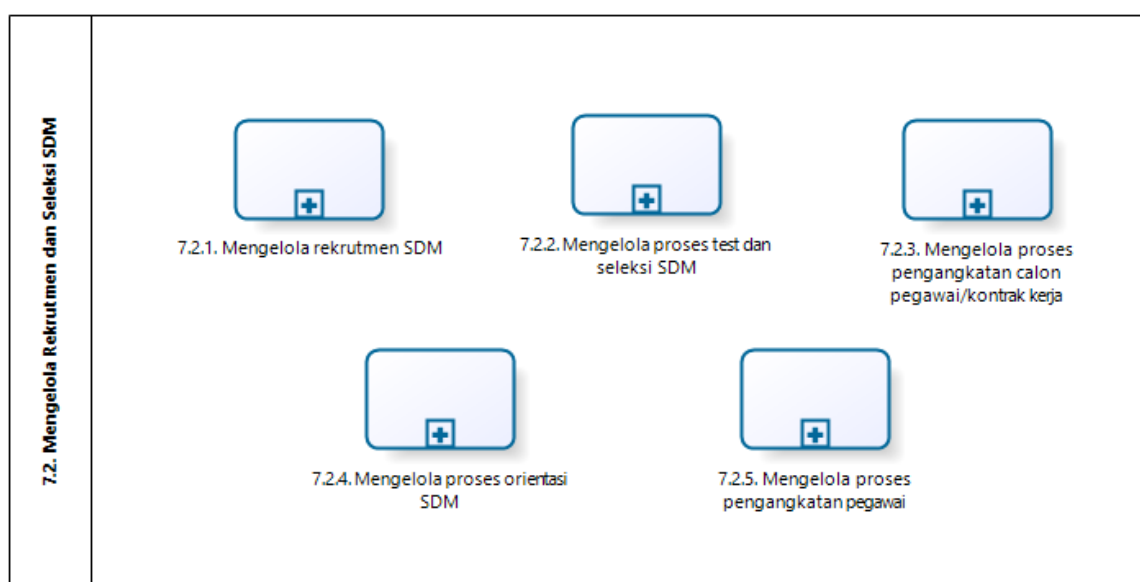 7.2. Mengelola Rekrutmen dan Seleksi SDM
7.2.1. Mengelola rekrutmen SDM
7.2.2. Mengelola proses test dan
seleksi SDM
7.2.3. Mengelola proses
pengangkatan calon
pegawai/kontrak kerja
7.2.4. Mengelola proses orientasi
SDM
7.2.5. Mengelola proses
pengangkatan pegawai